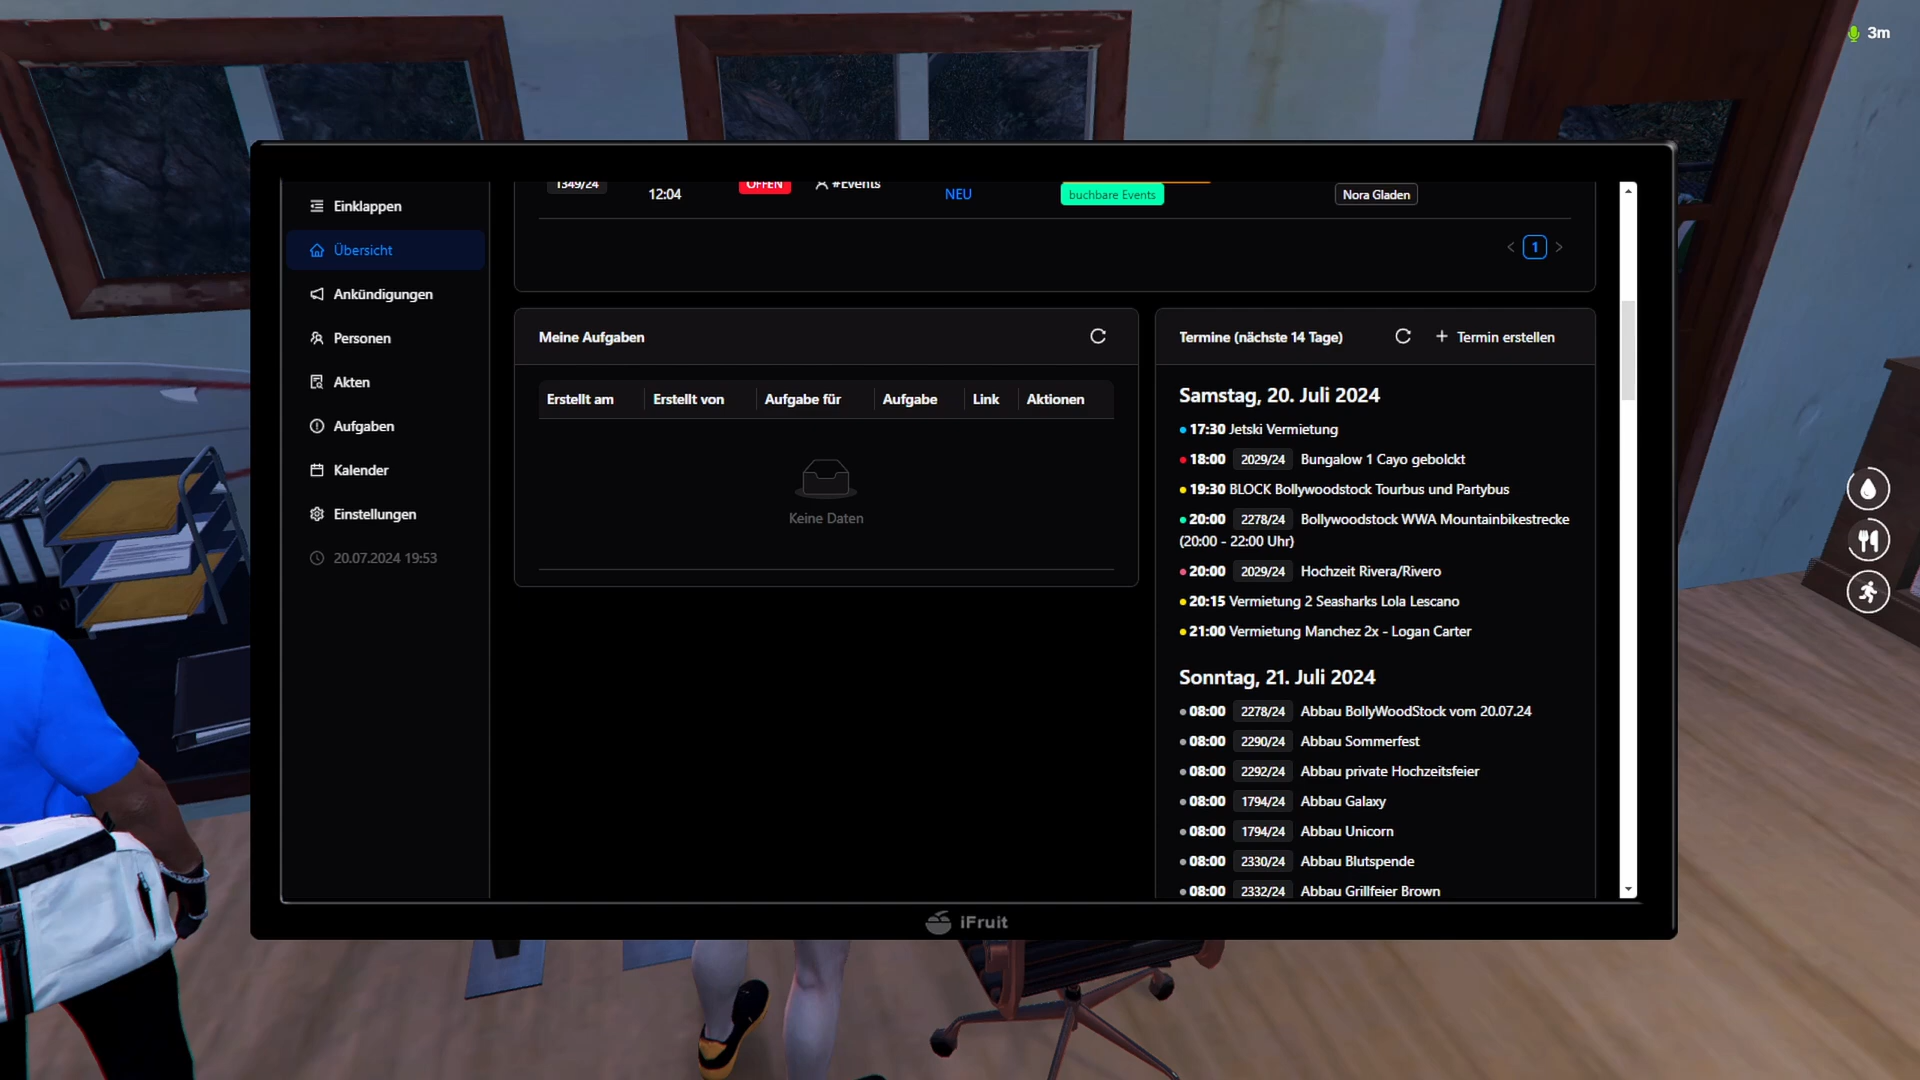 3m
1349/24 OFFEN #Events
12:04 NEU buchbare Events Nora Gladen
1
Einklappen
Übersicht
Ankündigungen
Personen
Akten
Aufgaben
Kalender
Einstellungen
20.07.2024 19:53
Meine Aufgaben
Erstellt am Erstellt von Aufgabe für Aufgabe Link Aktionen
Keine Daten
Termine (nächste 14 Tage) + Termin erstellen
Samstag, 20. Juli 2024
17:30 Jetski Vermietung
18:00 2029/24 Bungalow 1 Cayo gebolckt
19:30 BLOCK Bollywoodstock Tourbus und Partybus
20:00 2278/24 Bollywoodstock WWA Mountainbikestrecke
(20:00 - 22:00 Uhr)
20:00 2029/24 Hochzeit Rivera/Rivero
20:15 Vermietung 2 Seasharks Lola Lescano
21:00 Vermietung Manchez 2x - Logan Carter
Sonntag, 21. Juli 2024
08:00 2278/24 Abbau BollyWoodStock vom 20.07.24
08:00 2290/24 Abbau Sommerfest
08:00 2292/24 Abbau private Hochzeitsfeier
08:00 1794/24 Abbau Galaxy
08:00 1794/24 Abbau Unicorn
08:00 2330/24 Abbau Blutspende
08:00 2332/24 Abbau Grillfeier Brown
iFruit